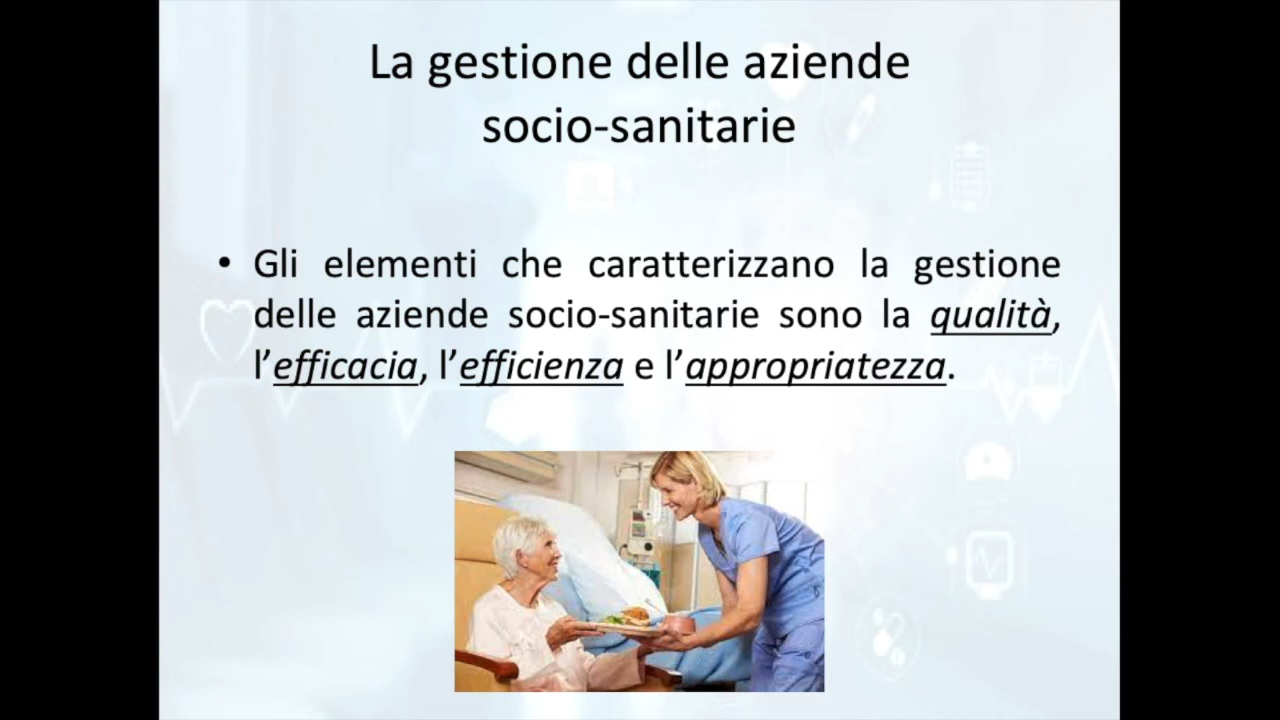 La gestione delle aziende
socio-sanitarie
• Gli elementi che caratterizzano la gestione
delle aziende socio-sanitarie sono la qualità,
l’efficacia, l’efficienza e l’appropriatezza.